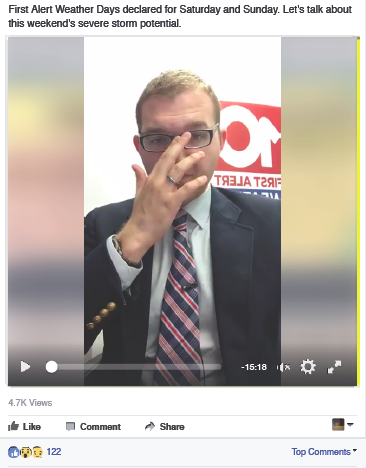 First Alert Weather Days declared for Saturday and Sunday. Let's talk about
this weekend's severe storm potential.
10
FIRST ALERT
WEATHER
-15:18
4.7K Views
Like Comment Share
122 Top Comments